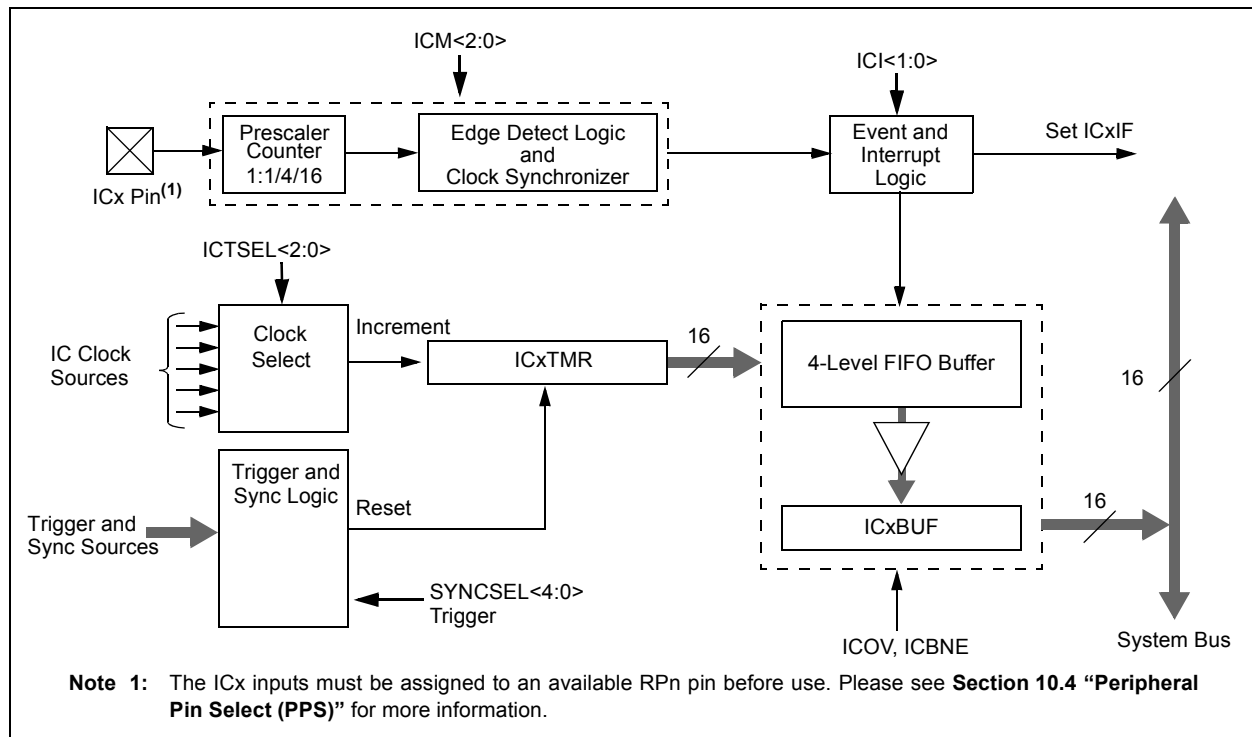 ICM<2:0>
ICI<1:0>
Prescaler
Counter
1:1/4/16
Edge Detect Logic
and
Clock Synchronizer
Event and
Interrupt
Logic
Set ICxIF
ICx Pin(1)
ICTSEL<2:0>
IC Clock
Sources
Clock
Select
Increment
ICxTMR
16
4-Level FIFO Buffer
16
Trigger and
Sync Logic
Reset
Trigger and
Sync Sources
ICxBUF
16
SYNCSEL<4:0>
Trigger
ICOV, ICBNE
System Bus
Note 1: The ICx inputs must be assigned to an available RPn pin before use. Please see Section 10.4 “Peripheral
Pin Select (PPS)” for more information.